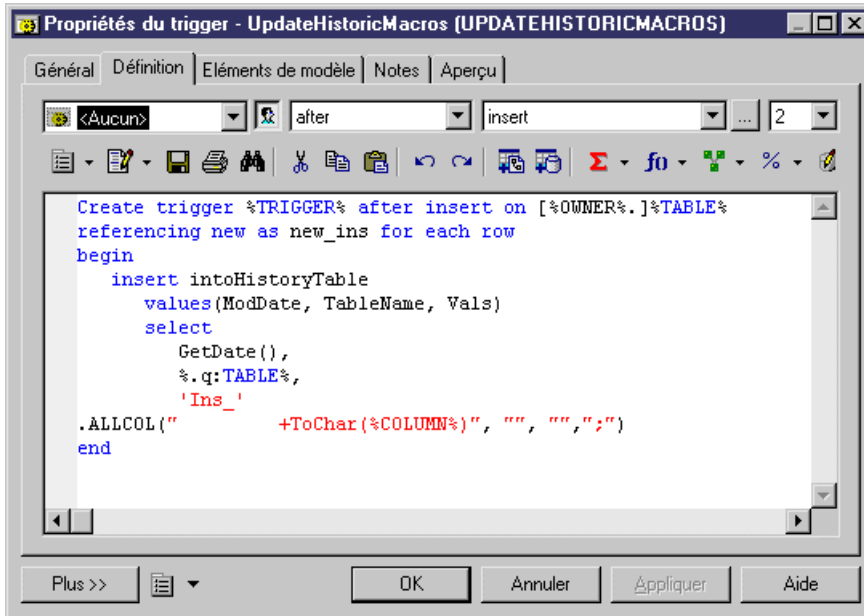 Propriétés du trigger - UpdateHistoricMacros (UPDATEHISTORICMACROS)
Général Définition Eléments de modèle Notes Aperçu
<Aucun> after insert ... 2
Σ f() %
Create trigger %TRIGGER% after insert on [%OWNER%.]%TABLE%
referencing new as new_ins for each row
begin
insert intoHistoryTable
values(ModDate, TableName, Vals)
select
GetDate(),
%.q:TABLE%,
'Ins_'
.ALLCOL("          +ToChar(%COLUMN%)", "", "",";")
end
Plus >> OK Annuler Appliquer Aide